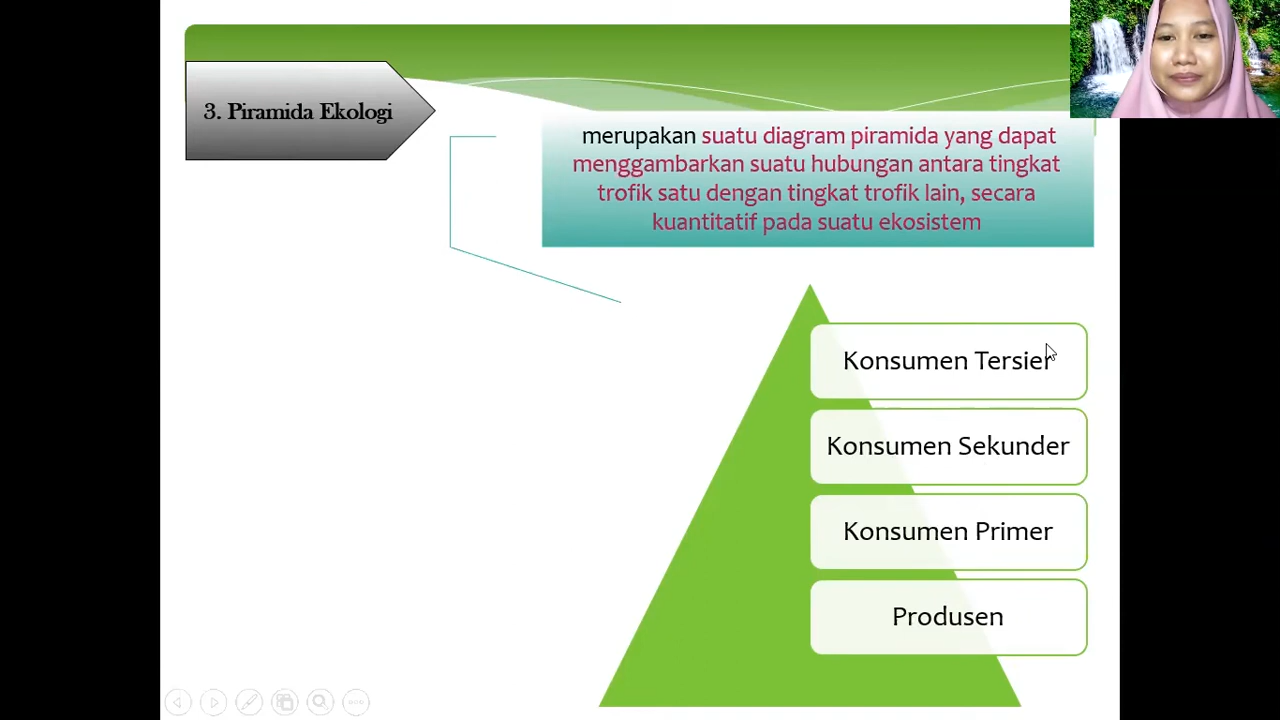 3. Piramida Ekologi
merupakan suatu diagram piramida yang dapat
menggambarkan suatu hubungan antara tingkat
trofik satu dengan tingkat trofik lain, secara
kuantitatif pada suatu ekosistem
Konsumen Tersier
Konsumen Sekunder
Konsumen Primer
Produsen